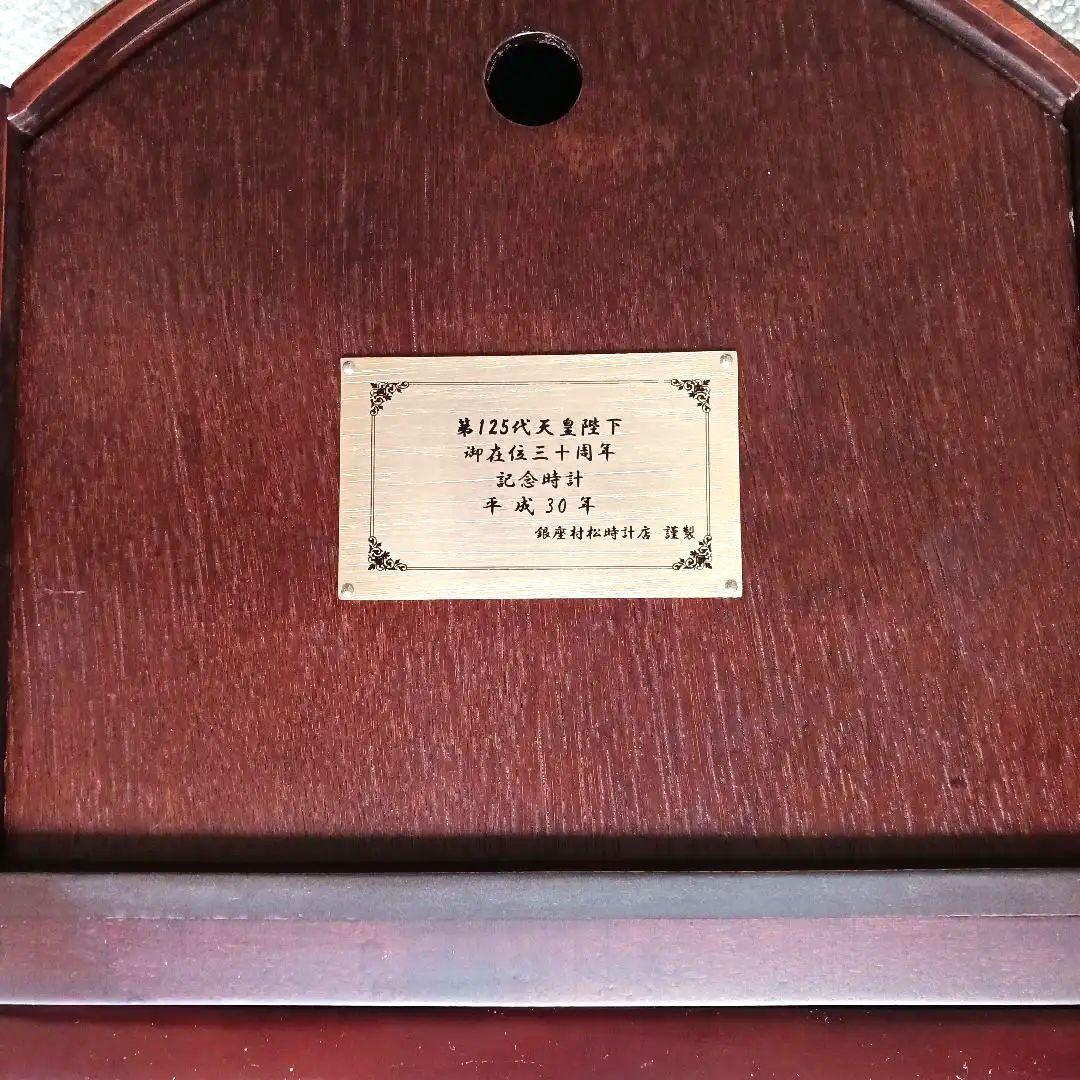 第125代天皇陛下
御在位三十周年
記念時計
平成30年
銀座村松時計店 謹製